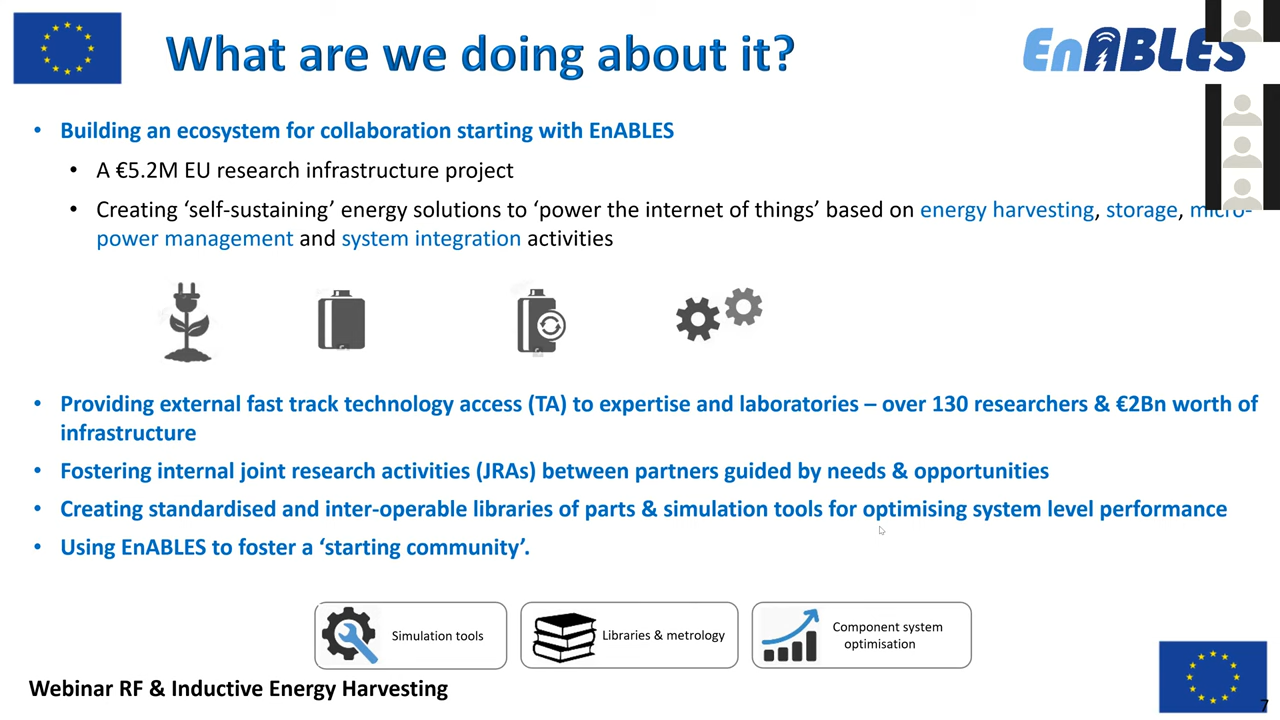 What are we doing about it?
EnABLES
• Building an ecosystem for collaboration starting with EnABLES
• A €5.2M EU research infrastructure project
• Creating ‘self-sustaining’ energy solutions to ‘power the internet of things’ based on energy harvesting, storage, micro-
power management and system integration activities
• Providing external fast track technology access (TA) to expertise and laboratories – over 130 researchers & €2Bn worth of
infrastructure
• Fostering internal joint research activities (JRAs) between partners guided by needs & opportunities
• Creating standardised and inter-operable libraries of parts & simulation tools for optimising system level performance
• Using EnABLES to foster a ‘starting community’.
Simulation tools
Libraries & metrology
Component system
optimisation
Webinar RF & Inductive Energy Harvesting
7